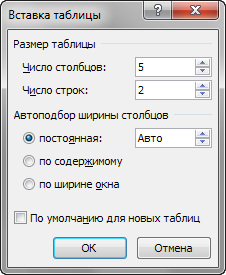 Вставка таблицы
Размер таблицы
Число столбцов: 5
Число строк: 2
Автоподбор ширины столбцов
постоянная: Авто
по содержимому
по ширине окна
По умолчанию для новых таблиц
ОК Отмена